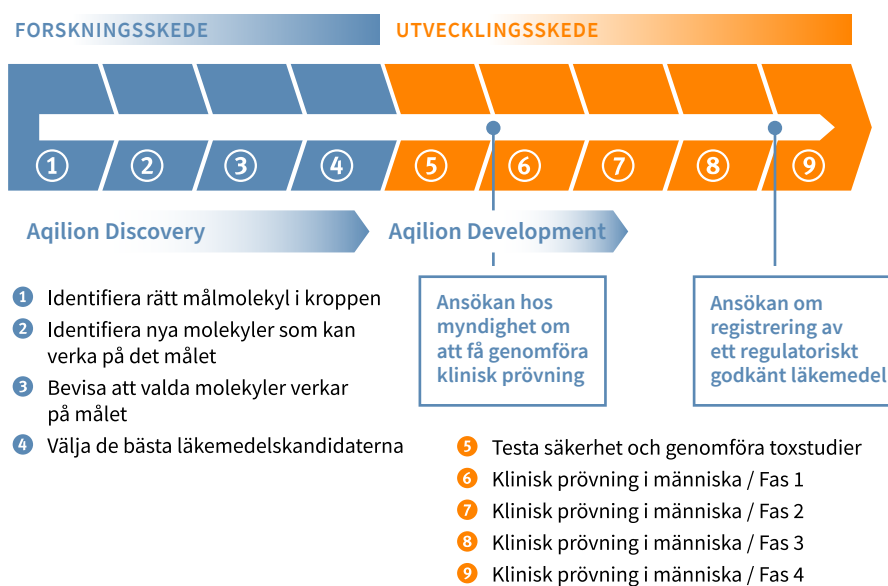 FORSKNINGSSKEDE
UTVECKLINGSSKEDE
1 2 3 4 5 6 7 8 9
Aqilion Discovery
Aqilion Development
1 Identifiera rätt målmolekyl i kroppen
2 Identifiera nya molekyler som kan
verka på det målet
3 Bevisa att valda molekyler verkar
på målet
4 Välja de bästa läkemedelskandidaterna
Ansökan hos
myndighet om
att få genomföra
klinisk prövning
Ansökan om
registrering av
ett regulatoriskt
godkänt läkemedel
5 Testa säkerhet och genomföra toxstudier
6 Klinisk prövning i människa / Fas 1
7 Klinisk prövning i människa / Fas 2
8 Klinisk prövning i människa / Fas 3
9 Klinisk prövning i människa / Fas 4